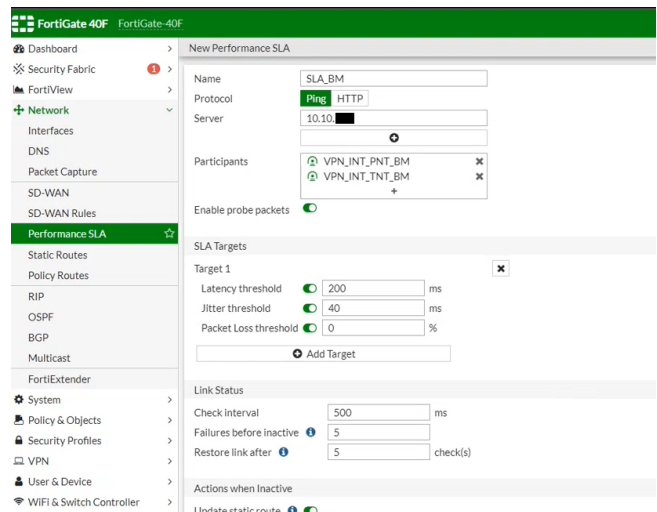 FortiGate 40F FortiGate-40F
Dashboard
Security Fabric 1
FortiView
Network
Interfaces
DNS
Packet Capture
SD-WAN
SD-WAN Rules
Performance SLA
Static Routes
Policy Routes
RIP
OSPF
BGP
Multicast
FortiExtender
System
Policy & Objects
Security Profiles
VPN
User & Device
WiFi & Switch Controller
New Performance SLA
Name SLA_BM
Protocol Ping HTTP
Server 10.10.
Participants VPN_INT_PNT_BM
VPN_INT_TNT_BM
Enable probe packets
SLA Targets
Target 1
Latency threshold 200 ms
Jitter threshold 40 ms
Packet Loss threshold 0 %
Add Target
Link Status
Check interval 500 ms
Failures before inactive 5
Restore link after 5 check(s)
Actions when Inactive
Update static route